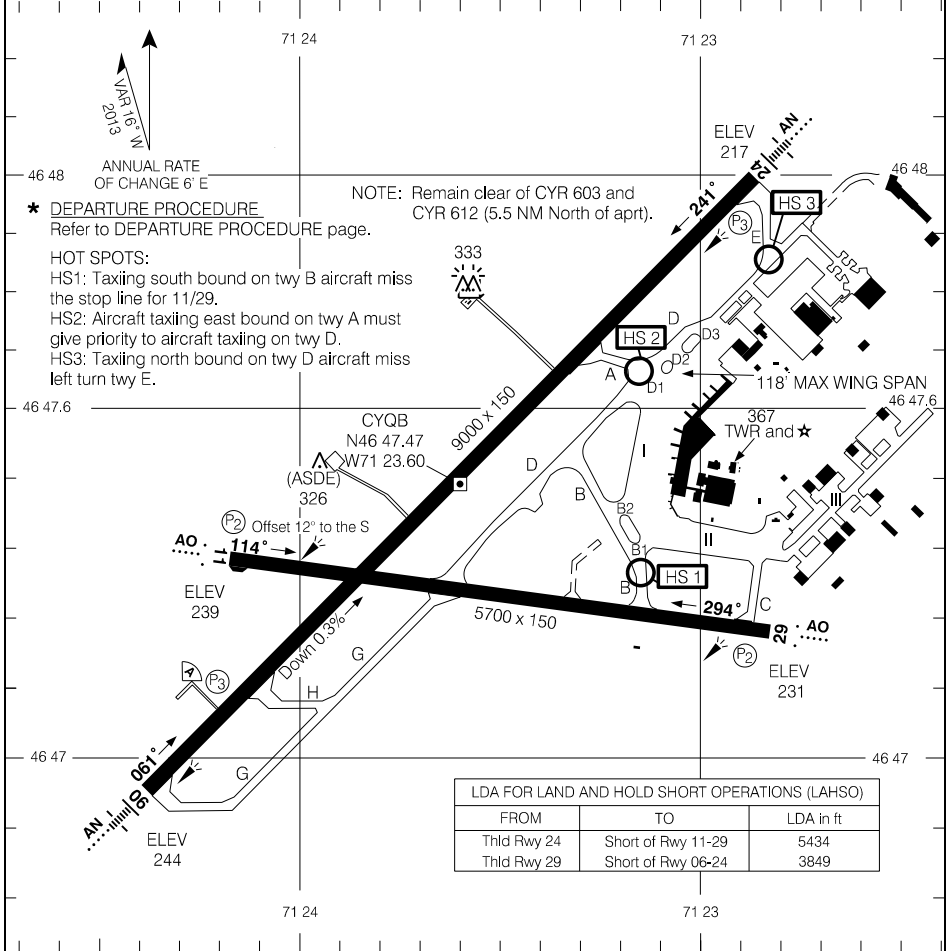 71 24
71 23
VAR 16° W
2013
ANNUAL RATE
OF CHANGE 6' E
ELEV
217
AN
24
46 48
46 48
NOTE: Remain clear of CYR 603 and
CYR 612 (5.5 NM North of aprt).
241°
HS 3
P3
E
* DEPARTURE PROCEDURE
Refer to DEPARTURE PROCEDURE page.
HOT SPOTS:
HS1: Taxiing south bound on twy B aircraft miss
the stop line for 11/29.
HS2: Aircraft taxiing east bound on twy A must
give priority to aircraft taxiing on twy D.
HS3: Taxiing north bound on twy D aircraft miss
left turn twy E.
333
D
HS 2
D3
D2
A
D1
118' MAX WING SPAN
46 47.6
46 47.6
9000 x 150
367
TWR and
CYQB
N46 47.47
W71 23.60
(ASDE)
326
D
I
B
B2
III
P2 Offset 12° to the S
AO
11
114°
II
B1
HS 1
B
ELEV
239
5700 x 150
294°
C
29
AO
P2
ELEV
231
Down 0.3%
G
H
A
P3
G
46 47
46 47
061°
06
AN
ELEV
244
LDA FOR LAND AND HOLD SHORT OPERATIONS (LAHSO)
FROM TO LDA in ft
Thld Rwy 24 Short of Rwy 11-29 5434
Thld Rwy 29 Short of Rwy 06-24 3849
71 24
71 23